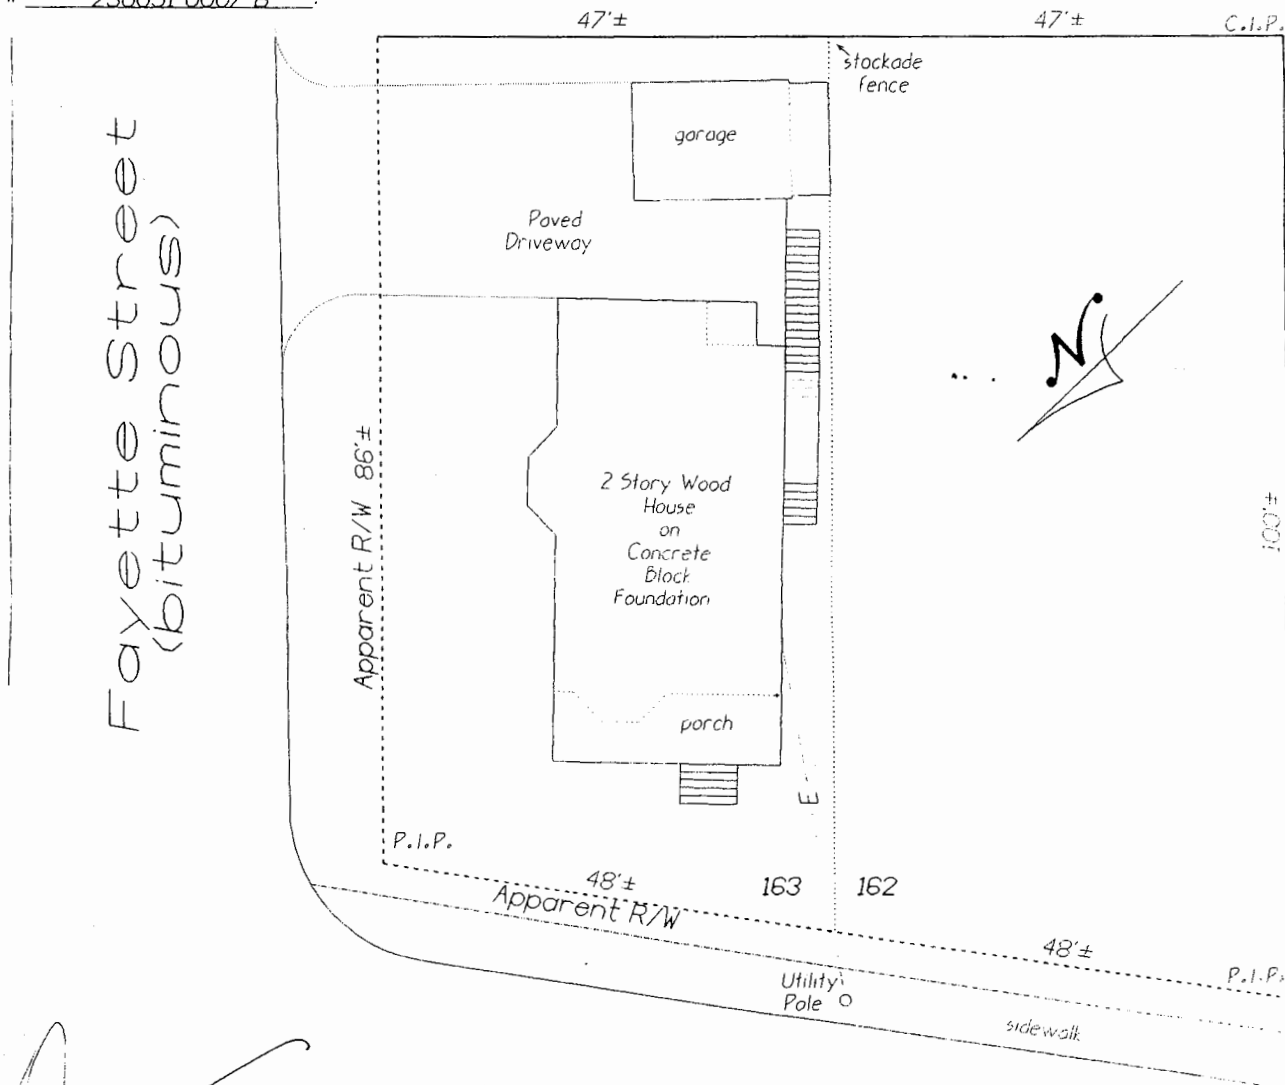 47'±
47'±
C.I.P.
stockade
fence
garage
Paved
Driveway
Fayette Street
(bituminous)
N
Apparent R/W 86'±
2 Story Wood
House
on
Concrete
Block
Foundation
100'±
porch
E
P.I.P.
48'±
163
162
Apparent R/W
48'±
P.I.P.
Utility
Pole
sidewalk